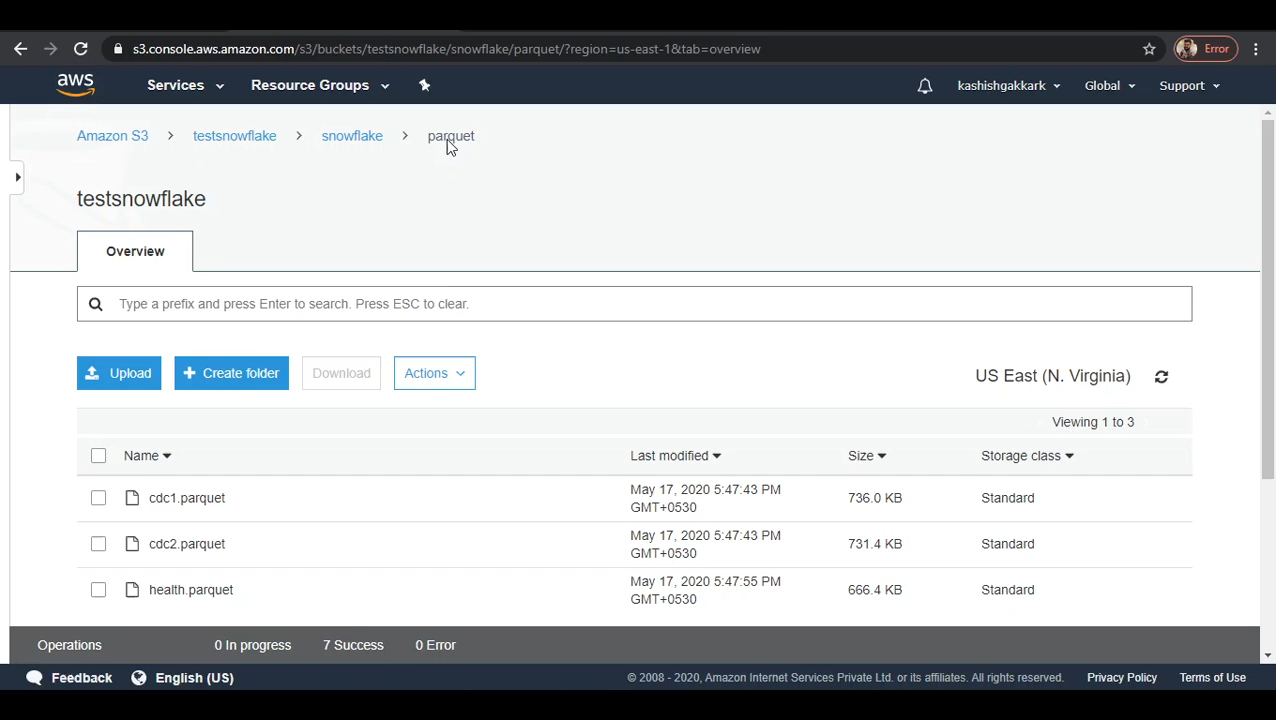 s3.console.aws.amazon.com/s3/buckets/testsnowflake/snowflake/parquet/?region=us-east-1&tab=overview
Error
aws Services Resource Groups kashishgakkark Global Support
Amazon S3 testsnowflake snowflake parquet
testsnowflake
Overview
Type a prefix and press Enter to search. Press ESC to clear.
Upload + Create folder Download Actions US East (N. Virginia)
Viewing 1 to 3
Name Last modified Size Storage class
cdc1.parquet May 17, 2020 5:47:43 PM 736.0 KB Standard
GMT+0530
cdc2.parquet May 17, 2020 5:47:43 PM 731.4 KB Standard
GMT+0530
health.parquet May 17, 2020 5:47:55 PM 666.4 KB Standard
GMT+0530
Operations 0 In progress 7 Success 0 Error
Feedback English (US) © 2008 - 2020, Amazon Internet Services Private Ltd. or its affiliates. All rights reserved. Privacy Policy Terms of Use